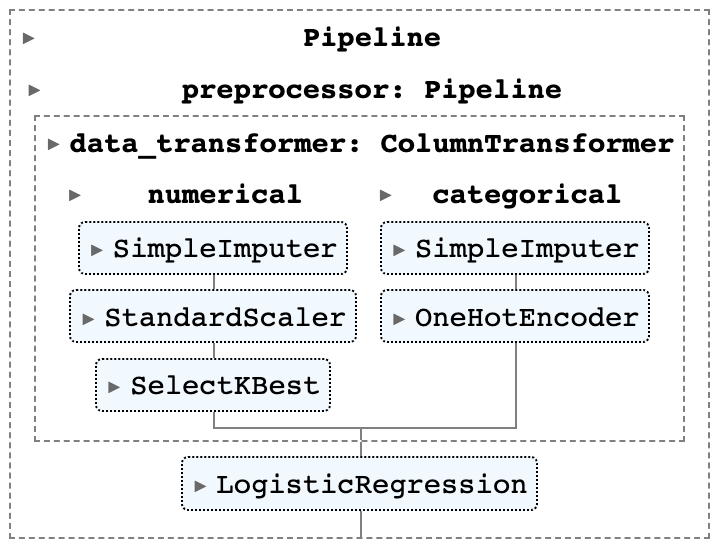 Pipeline
preprocessor: Pipeline
data_transformer: ColumnTransformer
numerical categorical
SimpleImputer SimpleImputer
StandardScaler OneHotEncoder
SelectKBest
LogisticRegression